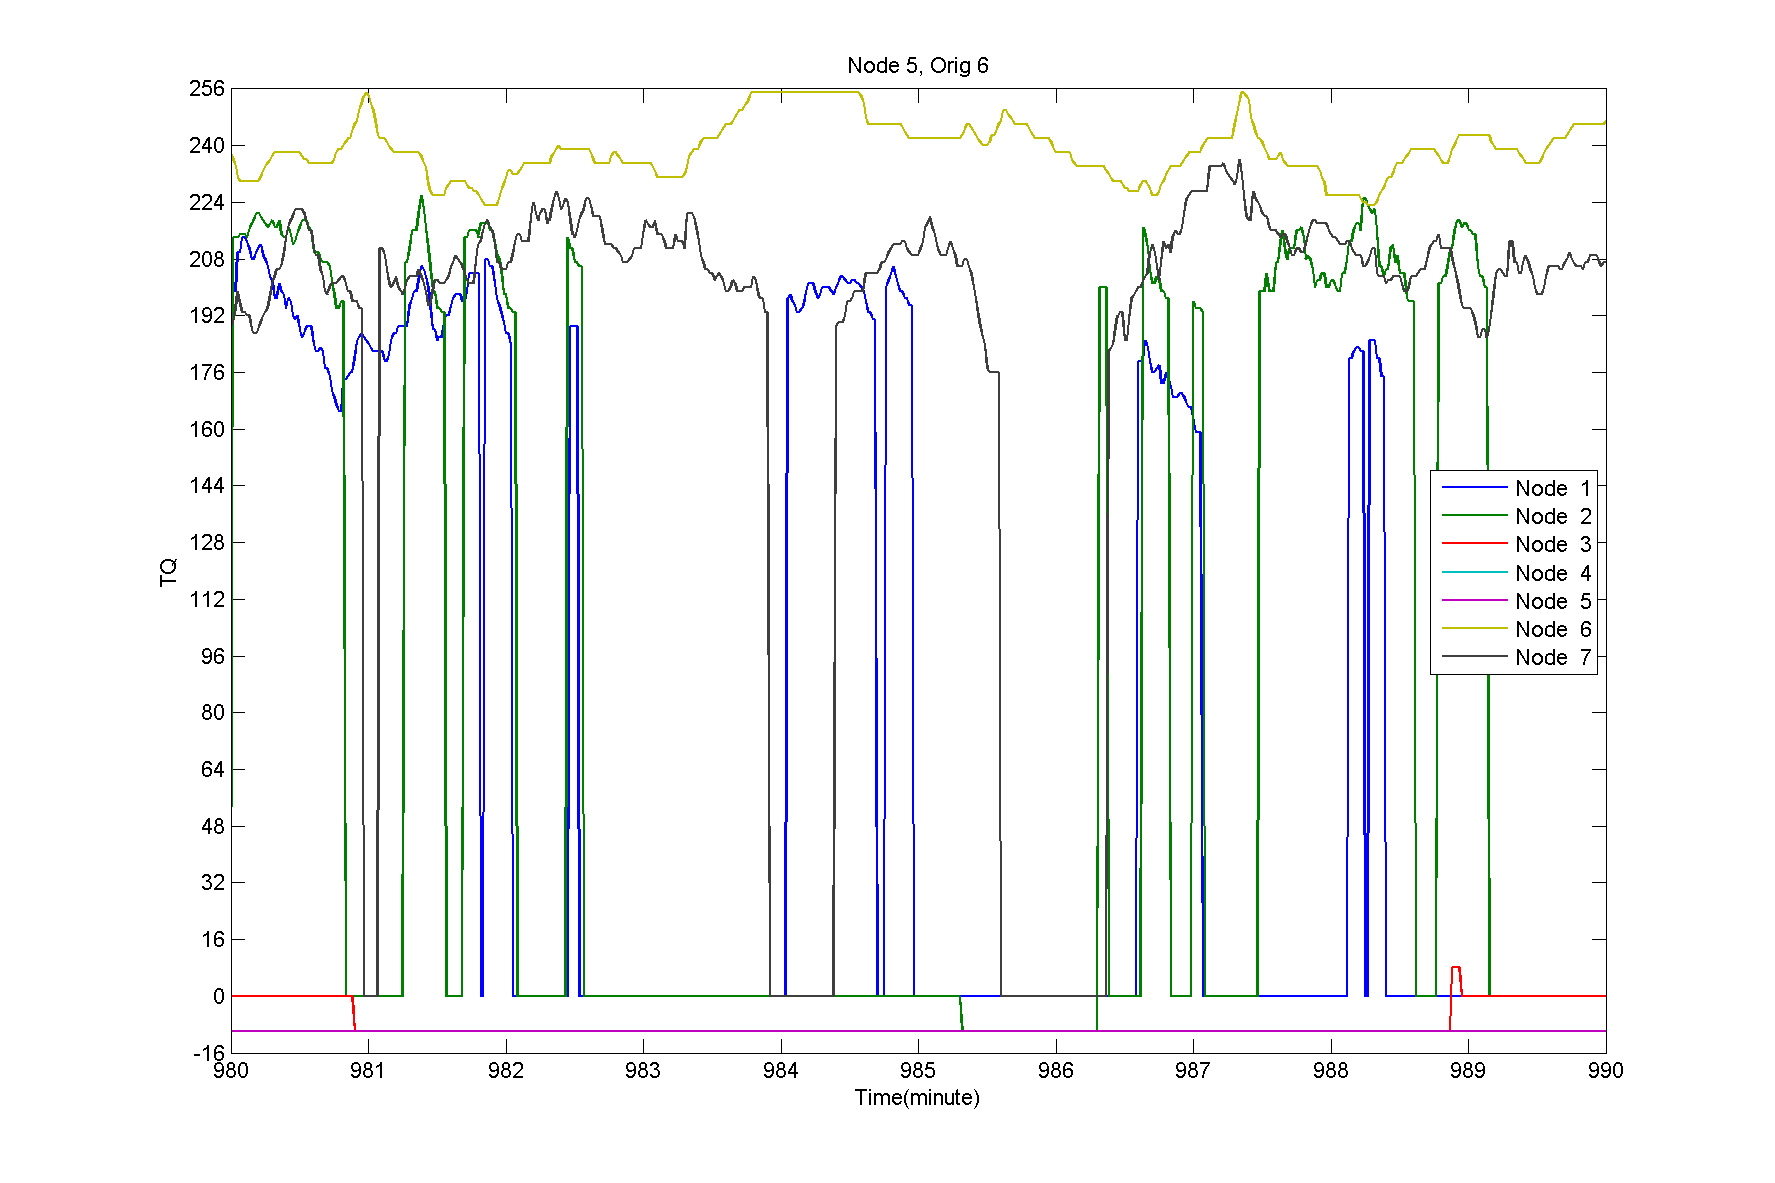 Node 5, Orig 6
256
240
224
208
192
176
160
144
128
112
96
80
64
48
32
16
0
-16
TQ
980 981 982 983 984 985 986 987 988 989 990
Time(minute)
Node 1
Node 2
Node 3
Node 4
Node 5
Node 6
Node 7